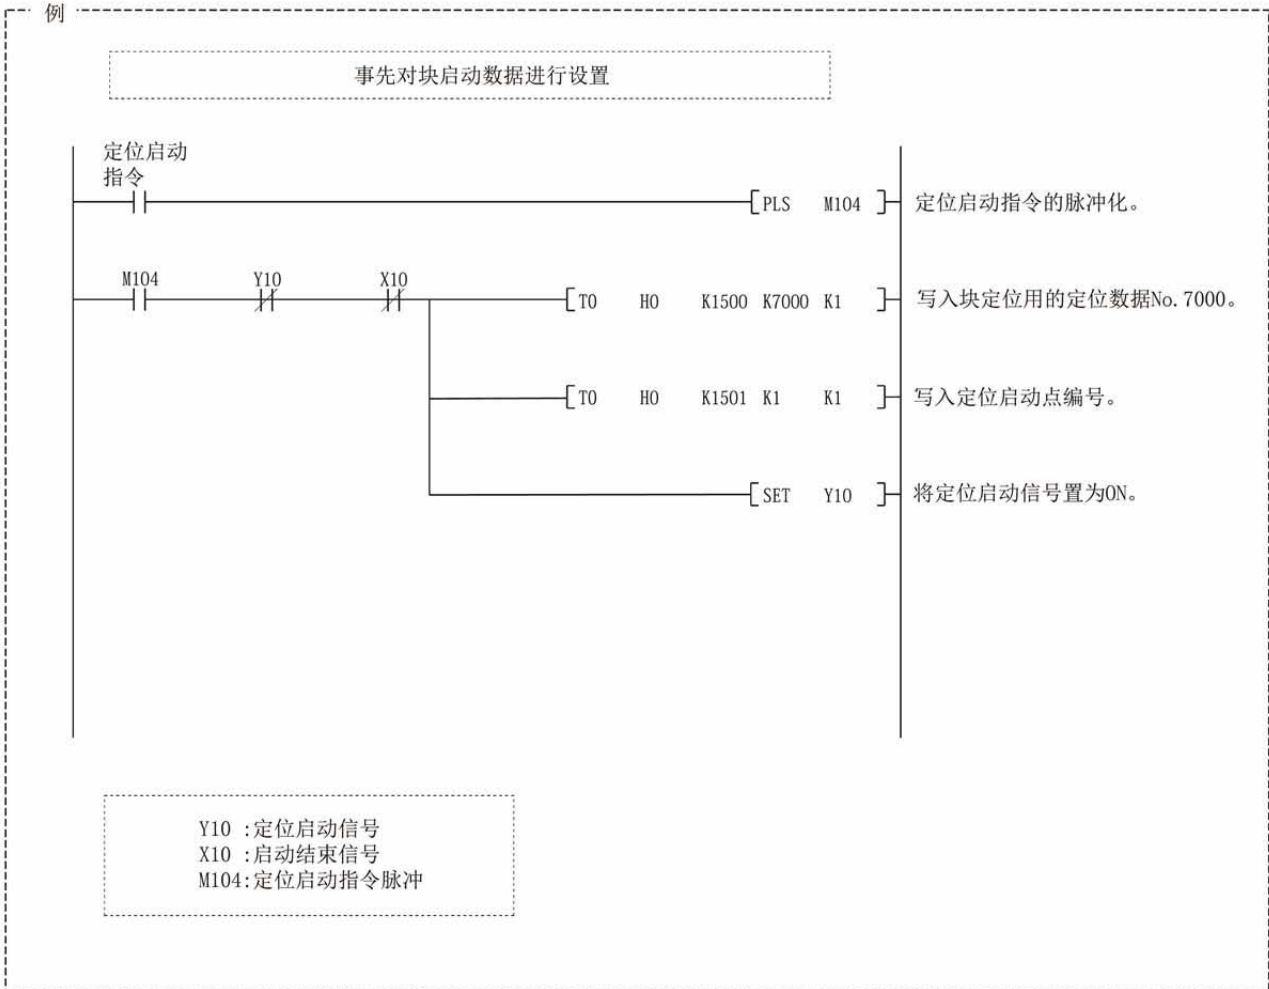 例
事先对块启动数据进行设置
定位启动
指令
PLS M104 定位启动指令的脉冲化。
M104 Y10 X10
TO H0 K1500 K7000 K1 写入块定位用的定位数据No.7000。
TO H0 K1501 K1 K1 写入定位启动点编号。
SET Y10 将定位启动信号置为ON。
Y10 :定位启动信号
X10 :启动结束信号
M104:定位启动指令脉冲